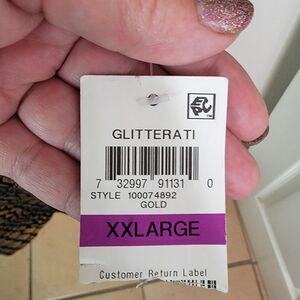 GLITTERATI
7 32997 91131 0
STYLE 100074892
GOLD
XXLARGE
Customer Return Label